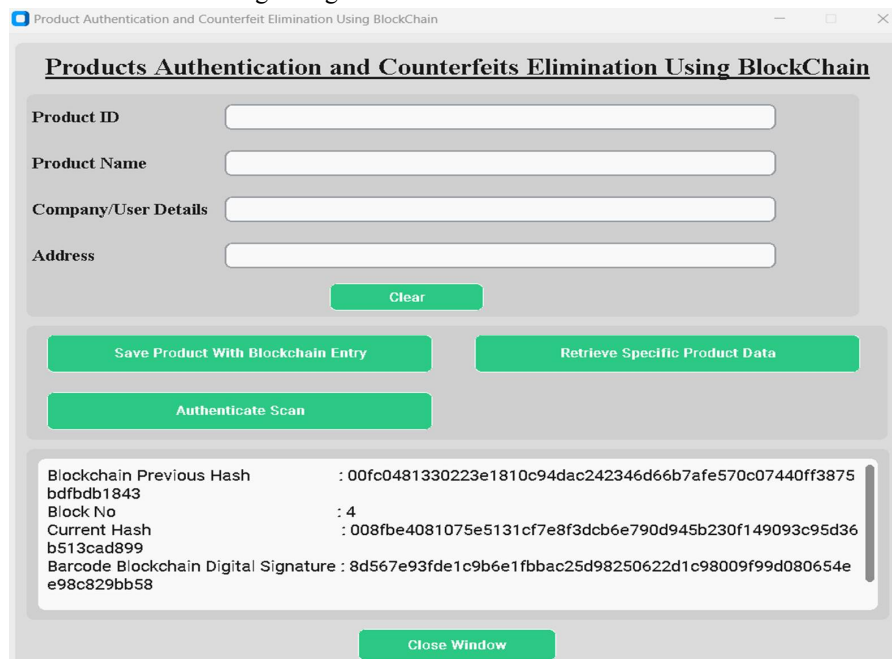 Product Authentication and Counterfeit Elimination Using BlockChain
Products Authentication and Counterfeits Elimination Using BlockChain
Product ID
Product Name
Company/User Details
Address
Clear
Save Product With Blockchain Entry
Retrieve Specific Product Data
Authenticate Scan
Blockchain Previous Hash : 00fc0481330223e1810c94dac242346d66b7afe570c07440ff3875
bdfbdb1843
Block No : 4
Current Hash : 008fbe4081075e5131cf7e8f3dcb6e790d945b230f149093c95d36
b513cad899
Barcode Blockchain Digital Signature : 8d567e93fde1c9b6e1fbbac25d98250622d1c98009f99d080654e
e98c829bb58
Close Window